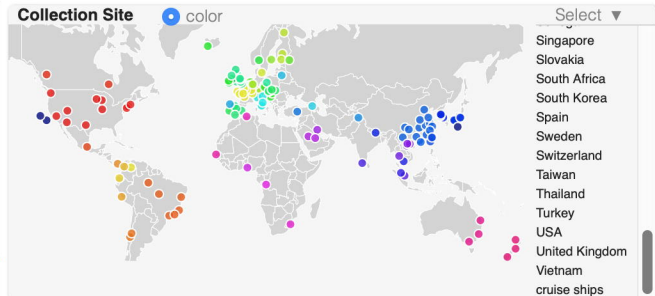 Collection Site
color
Select ▼
Singapore
Slovakia
South Africa
South Korea
Spain
Sweden
Switzerland
Taiwan
Thailand
Turkey
USA
United Kingdom
Vietnam
cruise ships